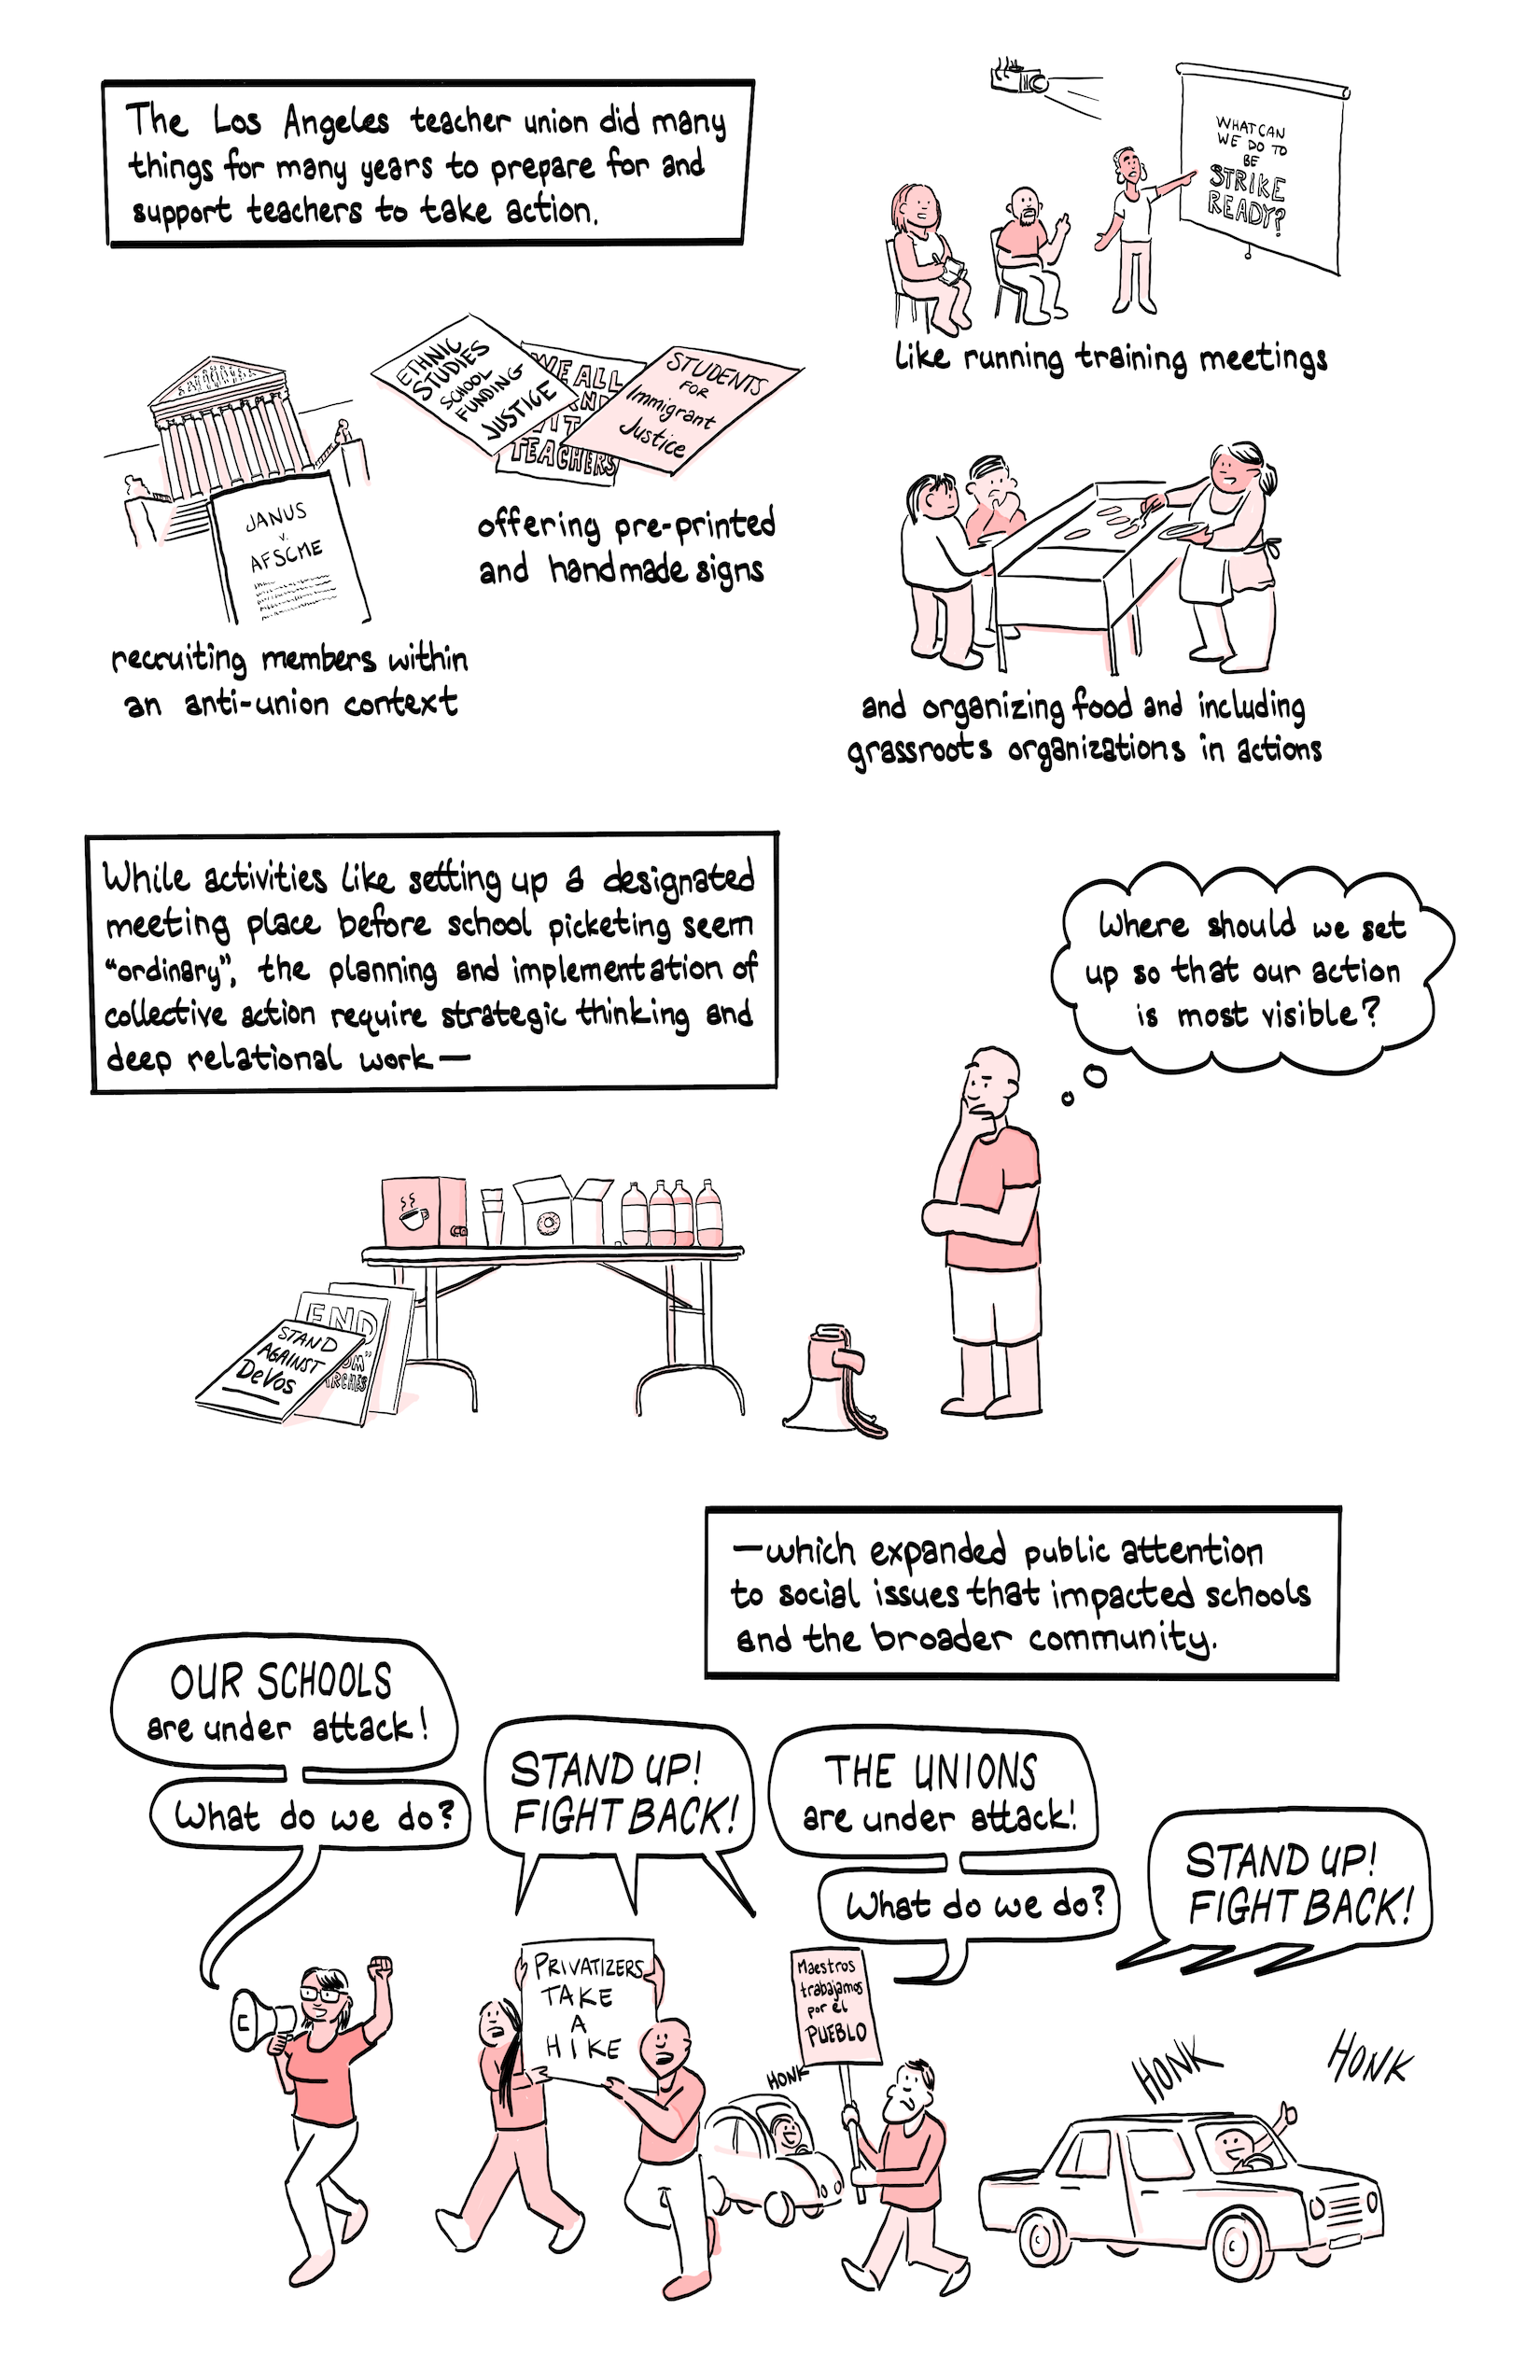 The Los Angeles teacher union did many
things for many years to prepare for and
support teachers to take action.
WHAT CAN
WE DO TO
BE
STRIKE
READY?
like running training meetings
ETHNIC
STUDIES
SCHOOL
FUNDING
JUSTICE
WE ALL
TEACHERS
STUDENTS
FOR
Immigrant
Justice
offering pre-printed
and handmade signs
JANUS
v.
AFSCME
recruiting members within
an anti-union context
and organizing food and including
grassroots organizations in actions
While activities like setting up a designated
meeting place before school picketing seem
"ordinary", the planning and implementation of
collective action require strategic thinking and
deep relational work—
Where should we set
up so that our action
is most visible?
END
STAND
AGAINST
DeVos
—which expanded public attention
to social issues that impacted schools
and the broader community.
OUR SCHOOLS
are under attack!
What do we do?
STAND UP!
FIGHT BACK!
THE UNIONS
are under attack!
What do we do?
STAND UP!
FIGHT BACK!
PRIVATIZERS
TAKE
A
HIKE
Maestros
trabajamos
por el
PUEBLO
HONK
HONK
HONK